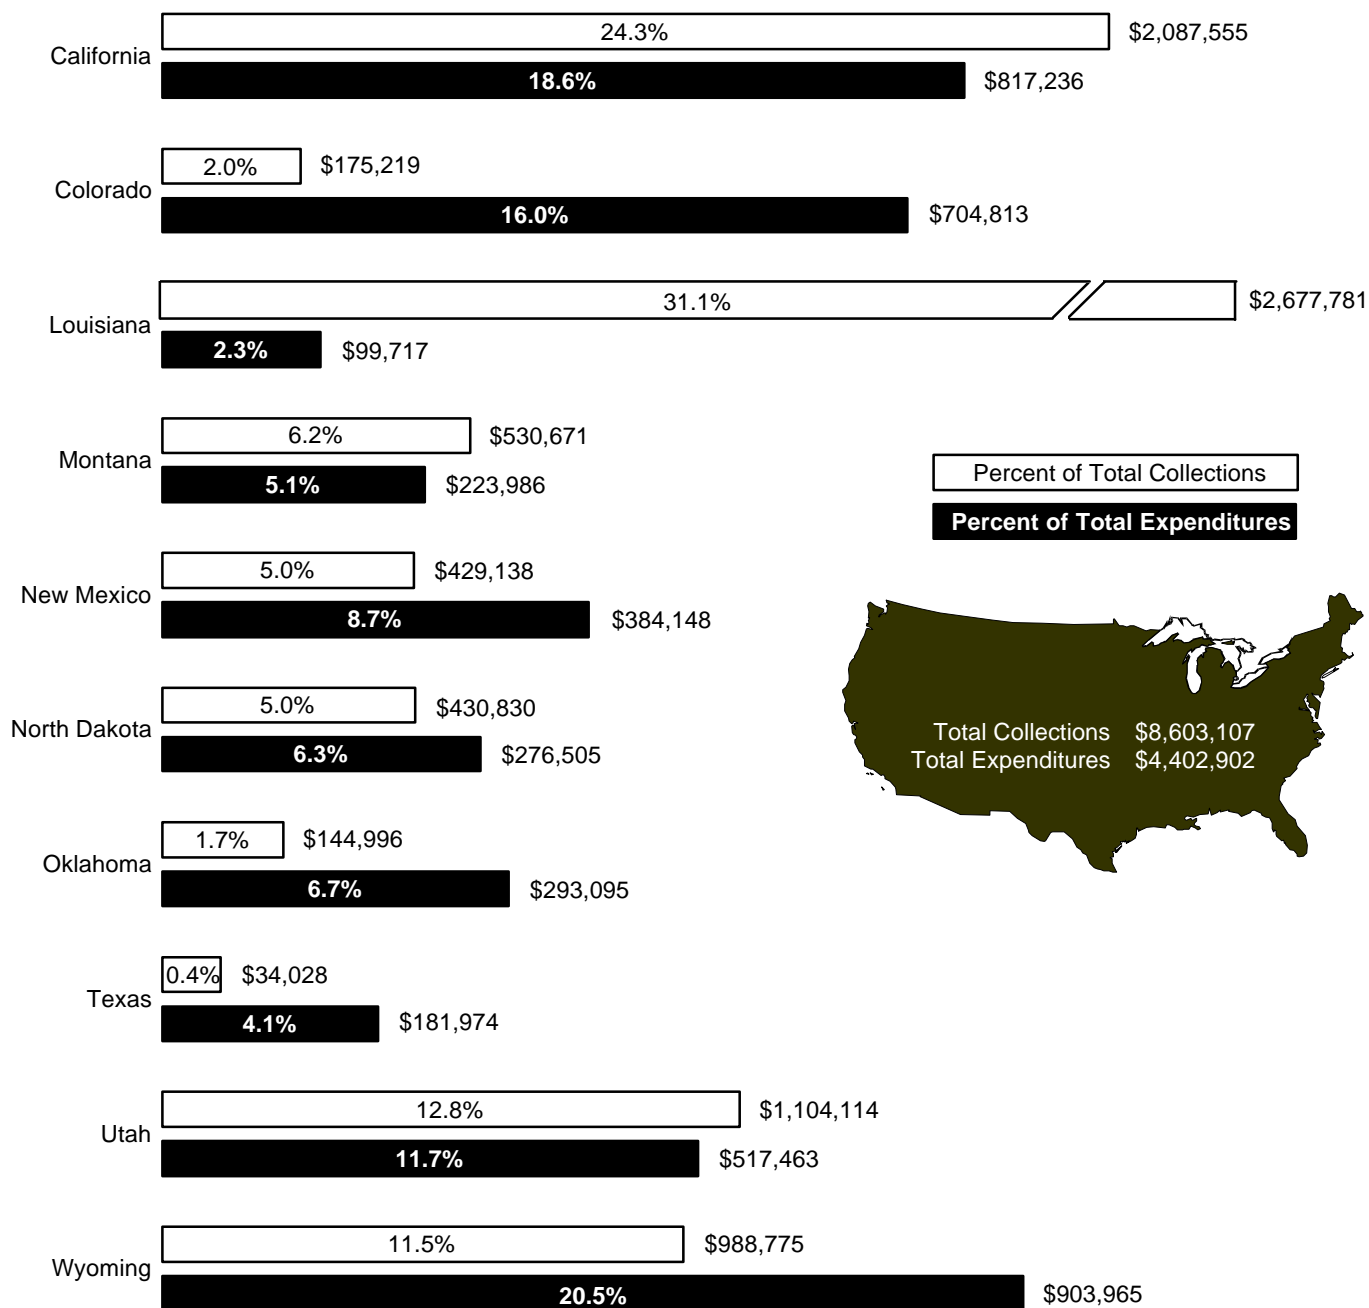 24.3% $2,087,555
California
18.6% $817,236
2.0% $175,219
Colorado
16.0% $704,813
31.1% $2,677,781
Louisiana
2.3% $99,717
6.2% $530,671
Montana
5.1% $223,986
Percent of Total Collections
Percent of Total Expenditures
5.0% $429,138
New Mexico
8.7% $384,148
5.0% $430,830
North Dakota
6.3% $276,505
Total Collections $8,603,107
Total Expenditures $4,402,902
1.7% $144,996
Oklahoma
6.7% $293,095
0.4% $34,028
Texas
4.1% $181,974
12.8% $1,104,114
Utah
11.7% $517,463
11.5% $988,775
Wyoming
20.5% $903,965